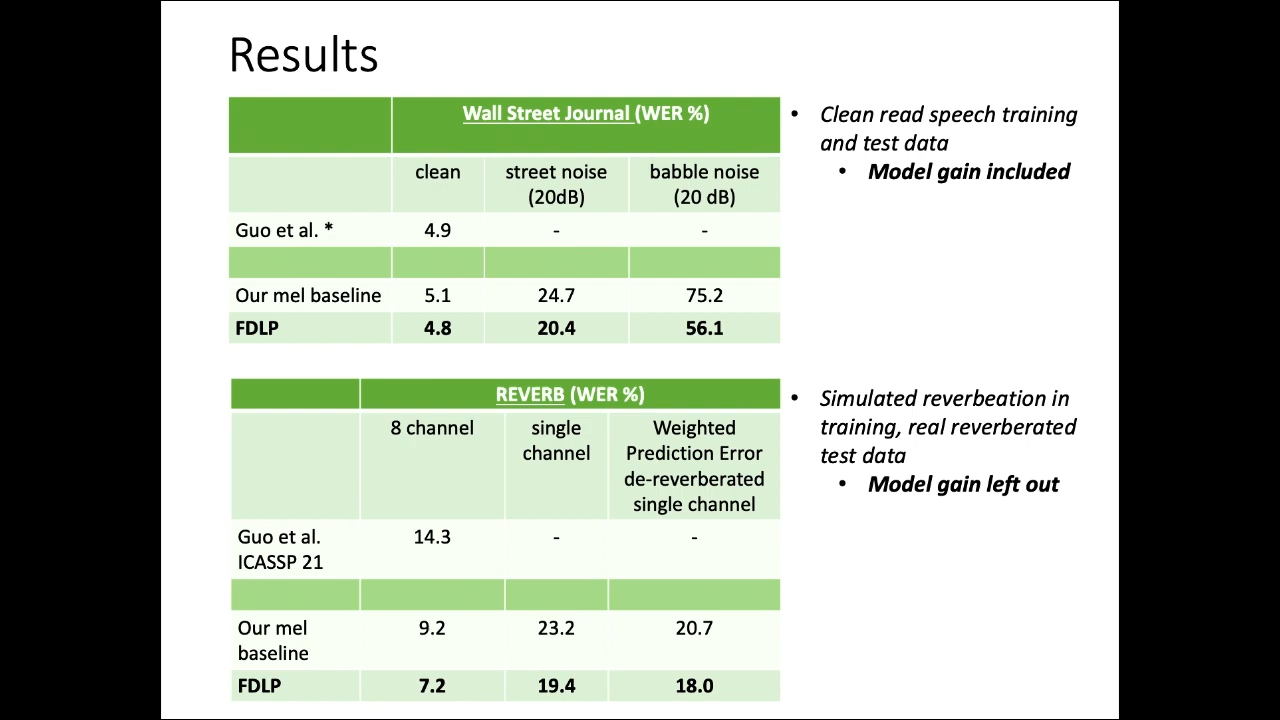 Results
Wall Street Journal (WER %)
clean street noise (20dB) babble noise (20 dB)
Guo et al. * 4.9 - -
Our mel baseline 5.1 24.7 75.2
FDLP 4.8 20.4 56.1
• Clean read speech training
and test data
• Model gain included
REVERB (WER %)
8 channel single channel Weighted Prediction Error de-reverberated single channel
Guo et al. ICASSP 21 14.3 - -
Our mel baseline 9.2 23.2 20.7
FDLP 7.2 19.4 18.0
• Simulated reverbeation in
training, real reverberated
test data
• Model gain left out